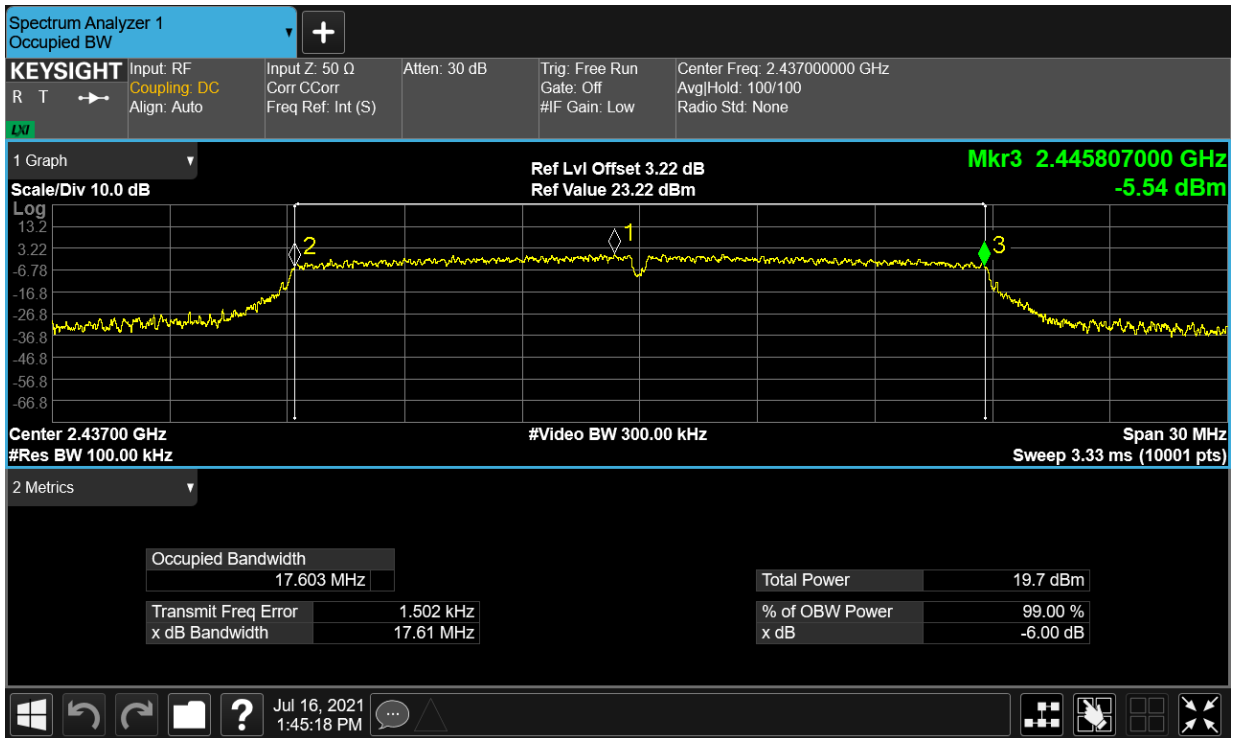 Spectrum Analyzer 1
Occupied BW
KEYSIGHT
R T
LXI
Input: RF
Coupling: DC
Align: Auto
Input Z: 50 Ω
Corr CCorr
Freq Ref: Int (S)
Atten: 30 dB
Trig: Free Run
Gate: Off
#IF Gain: Low
Center Freq: 2.437000000 GHz
Avg|Hold: 100/100
Radio Std: None
1 Graph
Scale/Div 10.0 dB
Ref Lvl Offset 3.22 dB
Ref Value 23.22 dBm
Mkr3 2.445807000 GHz
-5.54 dBm
Log
13.2
3.22
-6.78
-16.8
-26.8
-36.8
-46.8
-56.8
-66.8
2
1
3
Center 2.43700 GHz
#Res BW 100.00 kHz
#Video BW 300.00 kHz
Span 30 MHz
Sweep 3.33 ms (10001 pts)
2 Metrics
Occupied Bandwidth
17.603 MHz
Transmit Freq Error 1.502 kHz
x dB Bandwidth 17.61 MHz
Total Power 19.7 dBm
% of OBW Power 99.00 %
x dB -6.00 dB
?
Jul 16, 2021
1:45:18 PM